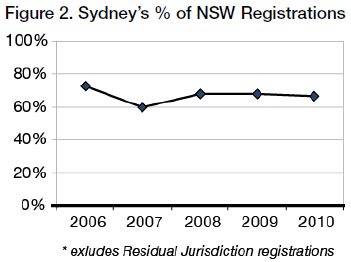 Figure 2. Sydney's % of NSW Registrations
100%
80%
60%
40%
20%
0%
2006 2007 2008 2009 2010
* exludes Residual Jurisdiction registrations